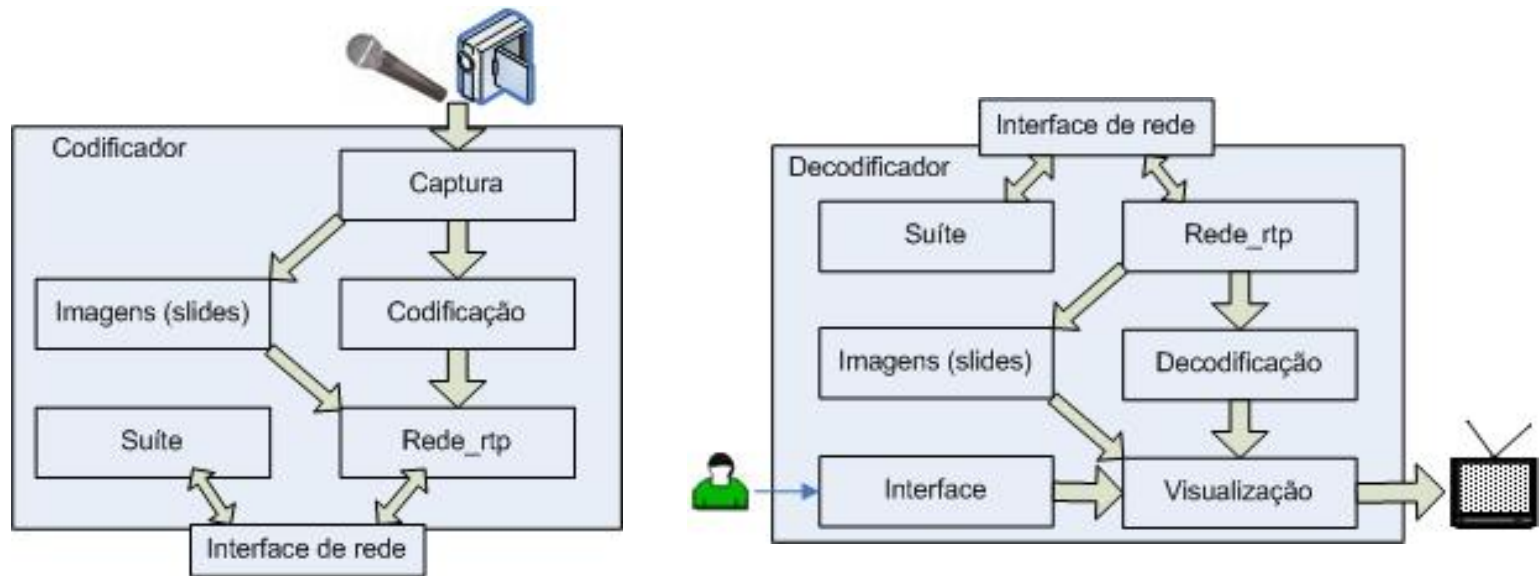 Codificador
Captura
Imagens (slides)
Codificação
Suíte
Rede_rtp
Interface de rede
Interface de rede
Decodificador
Suíte
Rede_rtp
Imagens (slides)
Decodificação
Interface
Visualização